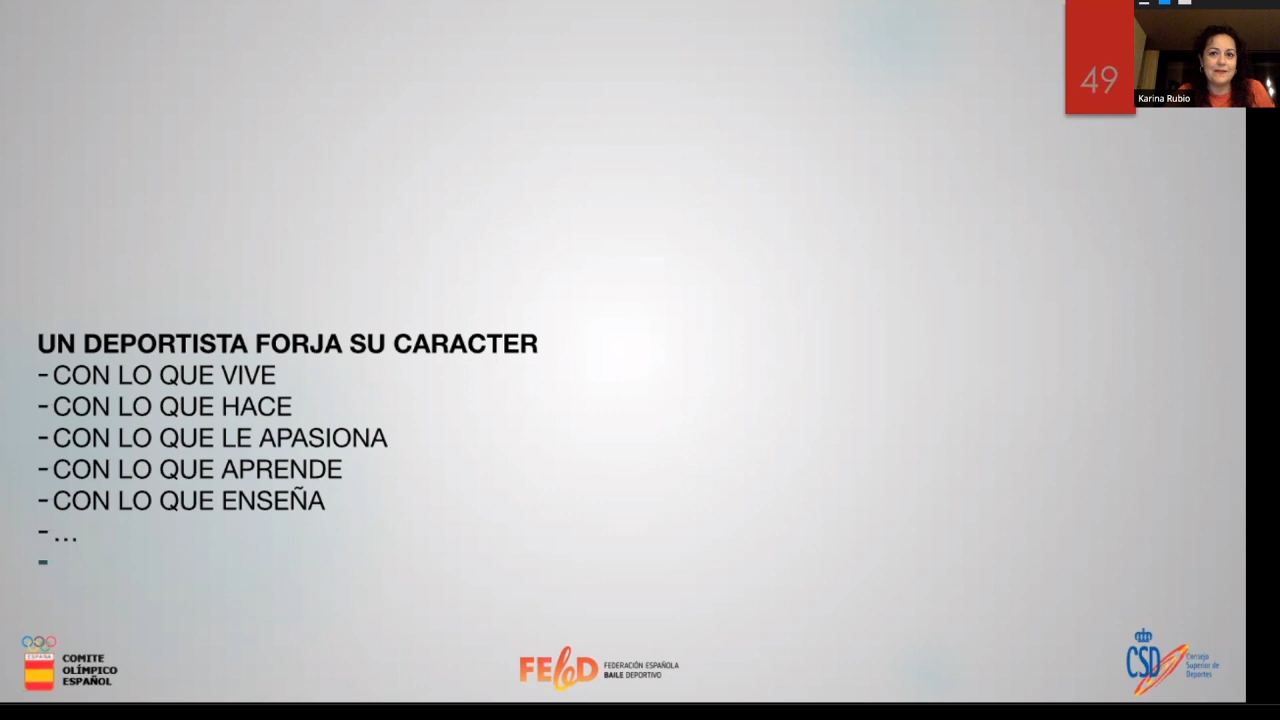 49
Karina Rubio
UN DEPORTISTA FORJA SU CARACTER
- CON LO QUE VIVE
- CON LO QUE HACE
- CON LO QUE LE APASIONA
- CON LO QUE APRENDE
- CON LO QUE ENSEÑA
- ...
-
ESPAÑA
COMITE
OLÍMPICO
ESPAÑOL
FEbD
FEDERACIÓN ESPAÑOLA
BAILE DEPORTIVO
CSD
Consejo
Superior de
Deportes